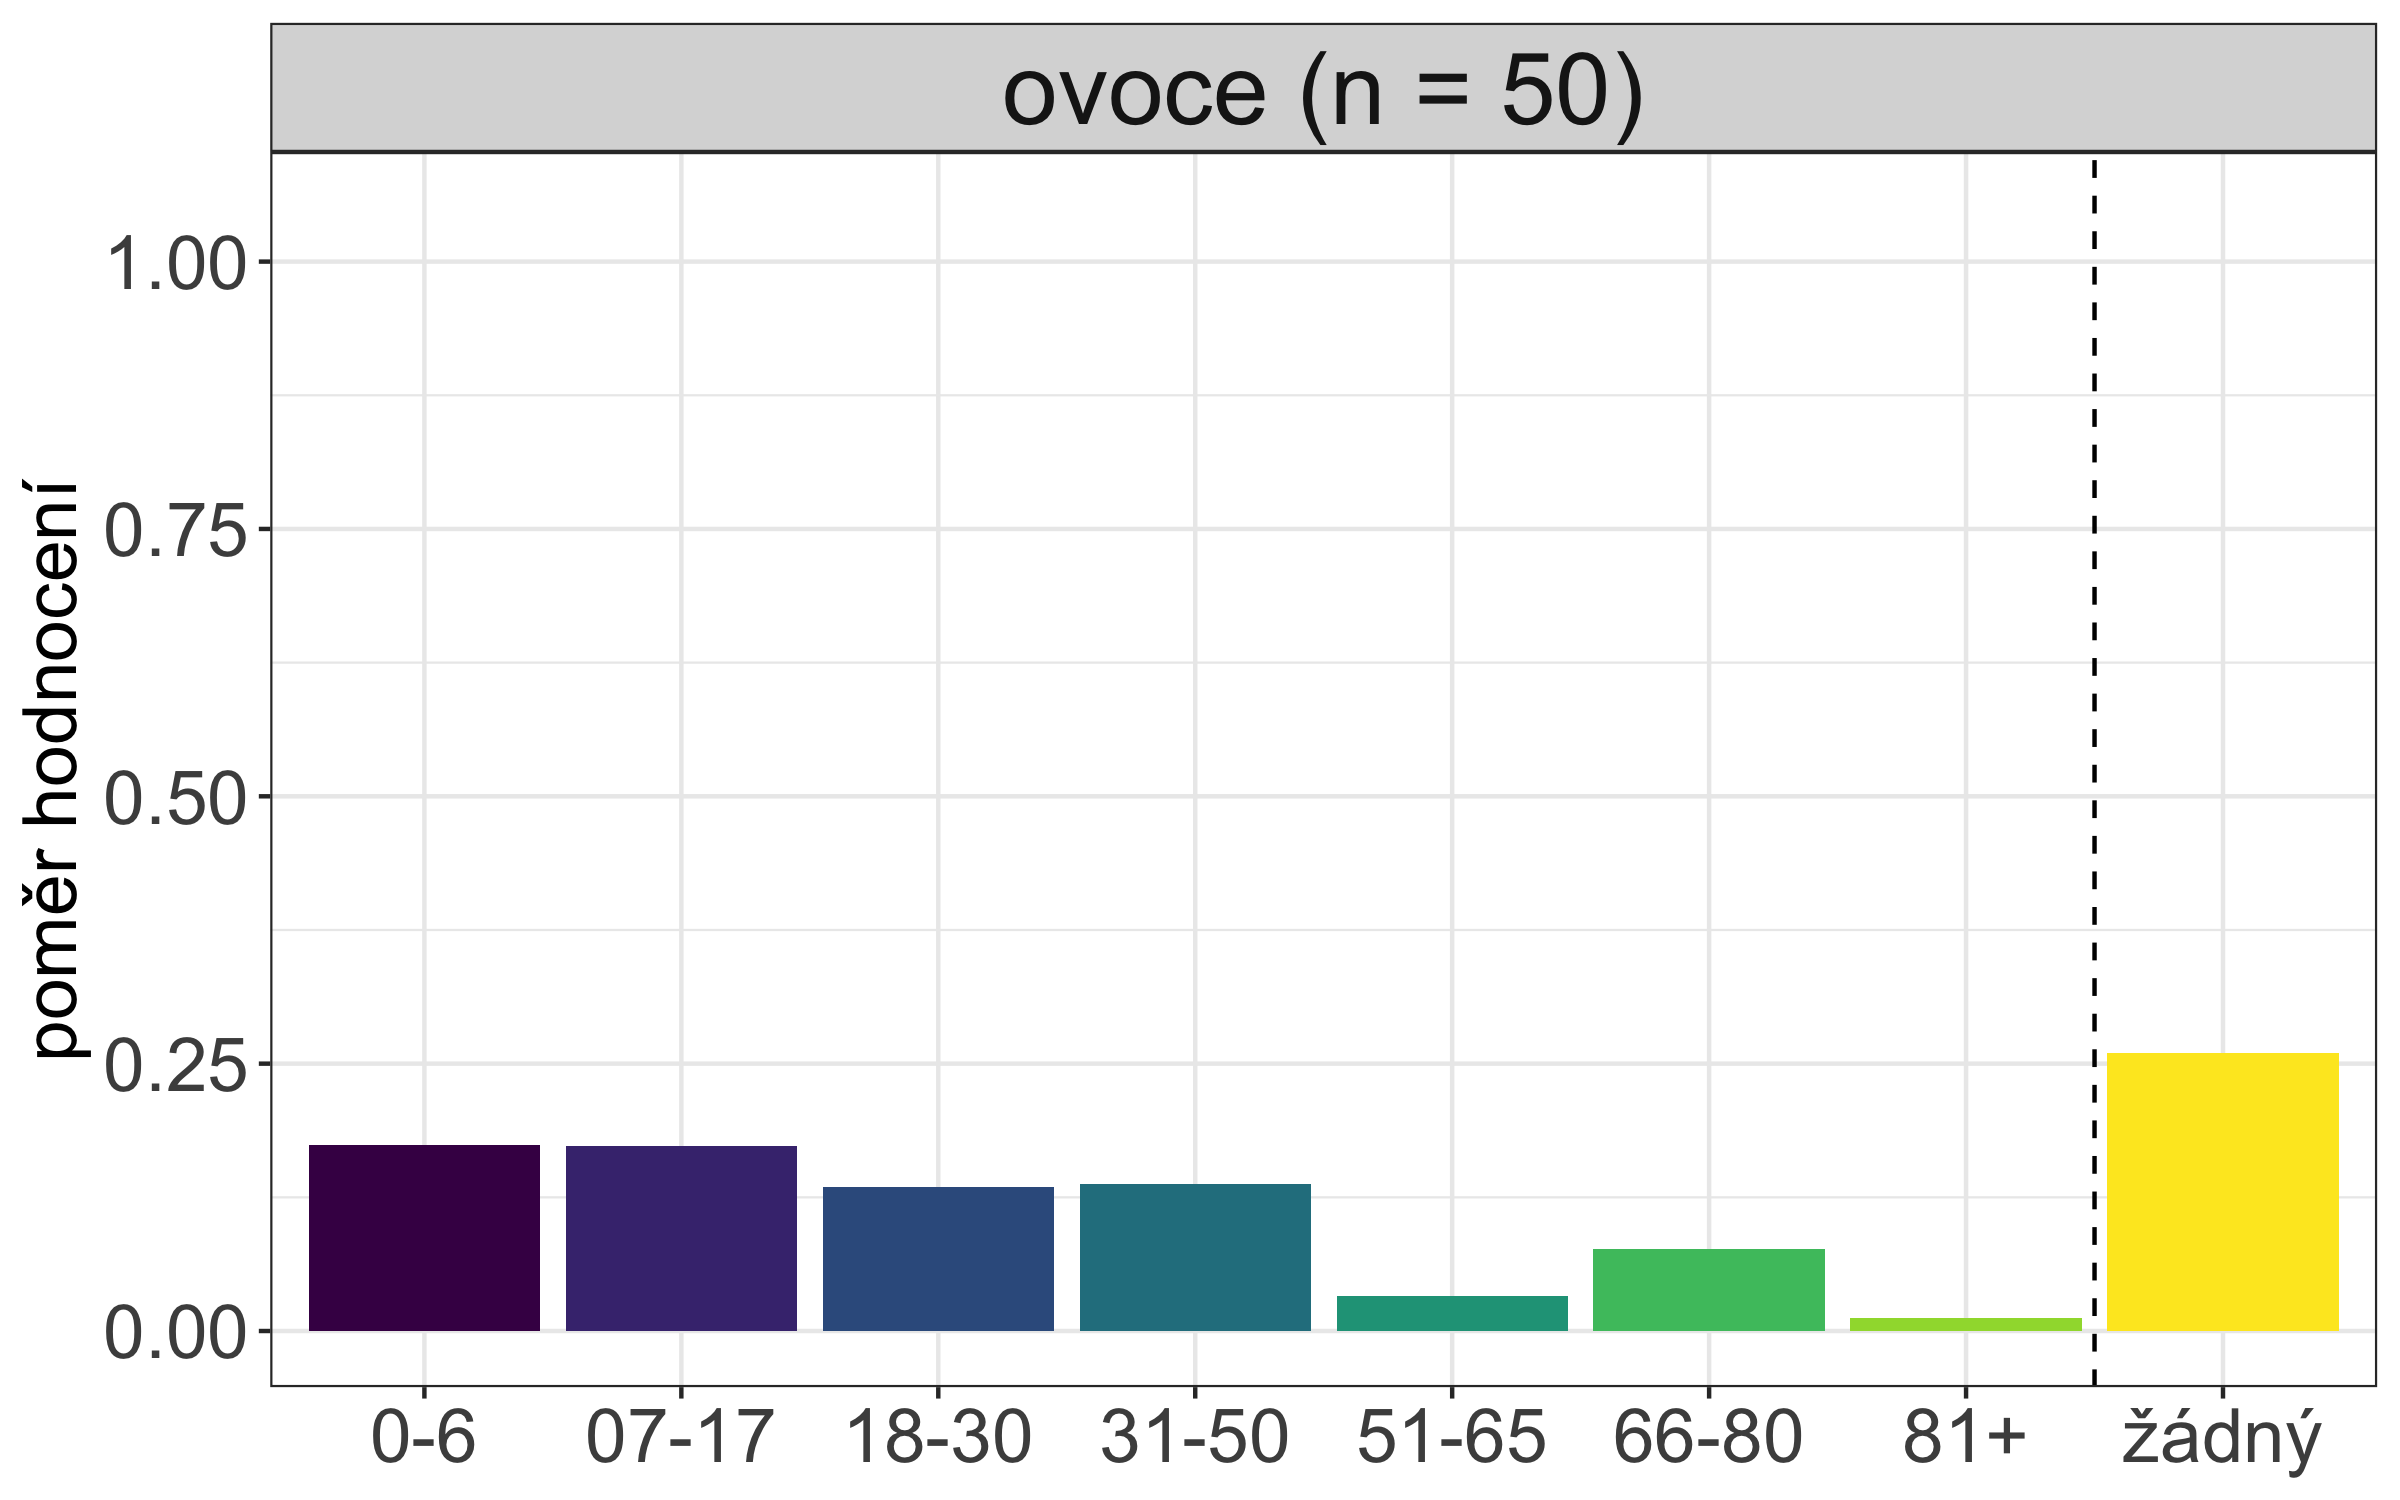 ovoce (n = 50)
poměr hodnocení
1.00
0.75
0.50
0.25
0.00
0-6 07-17 18-30 31-50 51-65 66-80 81+ žádný